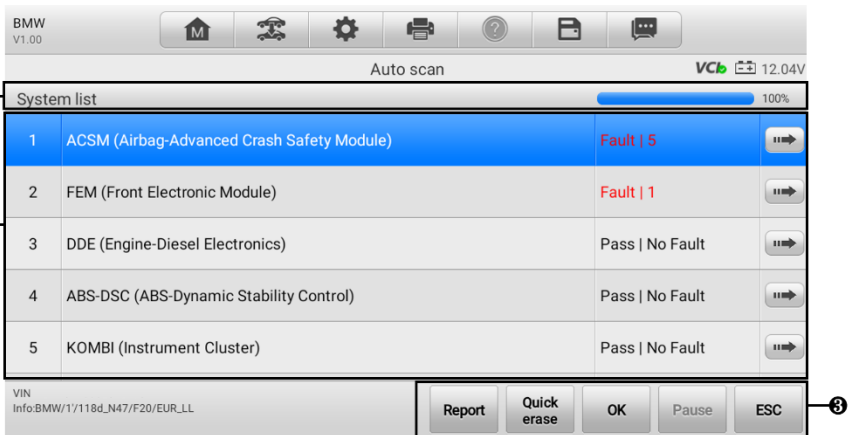 BMW
V1.00
M
?
Auto scan
VCI 12.04V
System list 100%
1 ACSM (Airbag-Advanced Crash Safety Module) Fault | 5
2 FEM (Front Electronic Module) Fault | 1
3 DDE (Engine-Diesel Electronics) Pass | No Fault
4 ABS-DSC (ABS-Dynamic Stability Control) Pass | No Fault
5 KOMBI (Instrument Cluster) Pass | No Fault
VIN
Info:BMW/1'/118d_N47/F20/EUR_LL
Report
Quick
erase
OK
Pause
ESC
❸